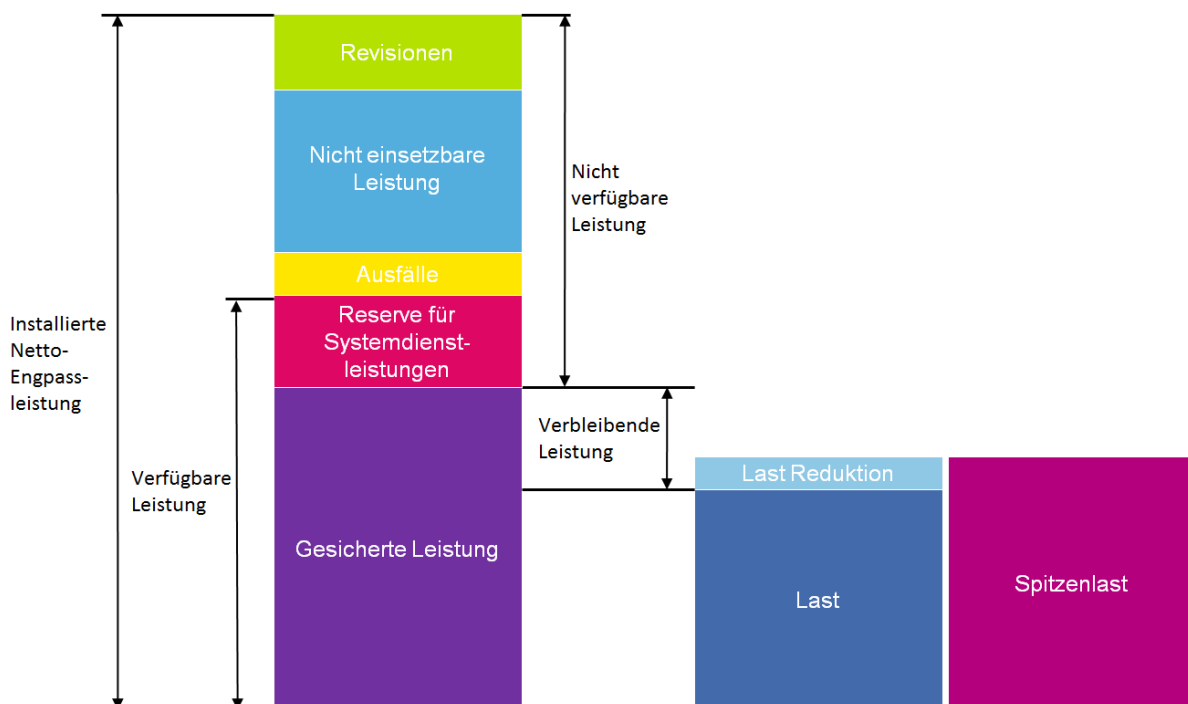 Revisionen
Nicht einsetzbare
Leistung
Nicht
verfügbare
Leistung
Ausfälle
Reserve für
Systemdienst-
leistungen
Installierte
Netto-
Engpass-
leistung
Verbleibende
Leistung
Verfügbare
Leistung
Gesicherte Leistung
Last Reduktion
Last
Spitzenlast